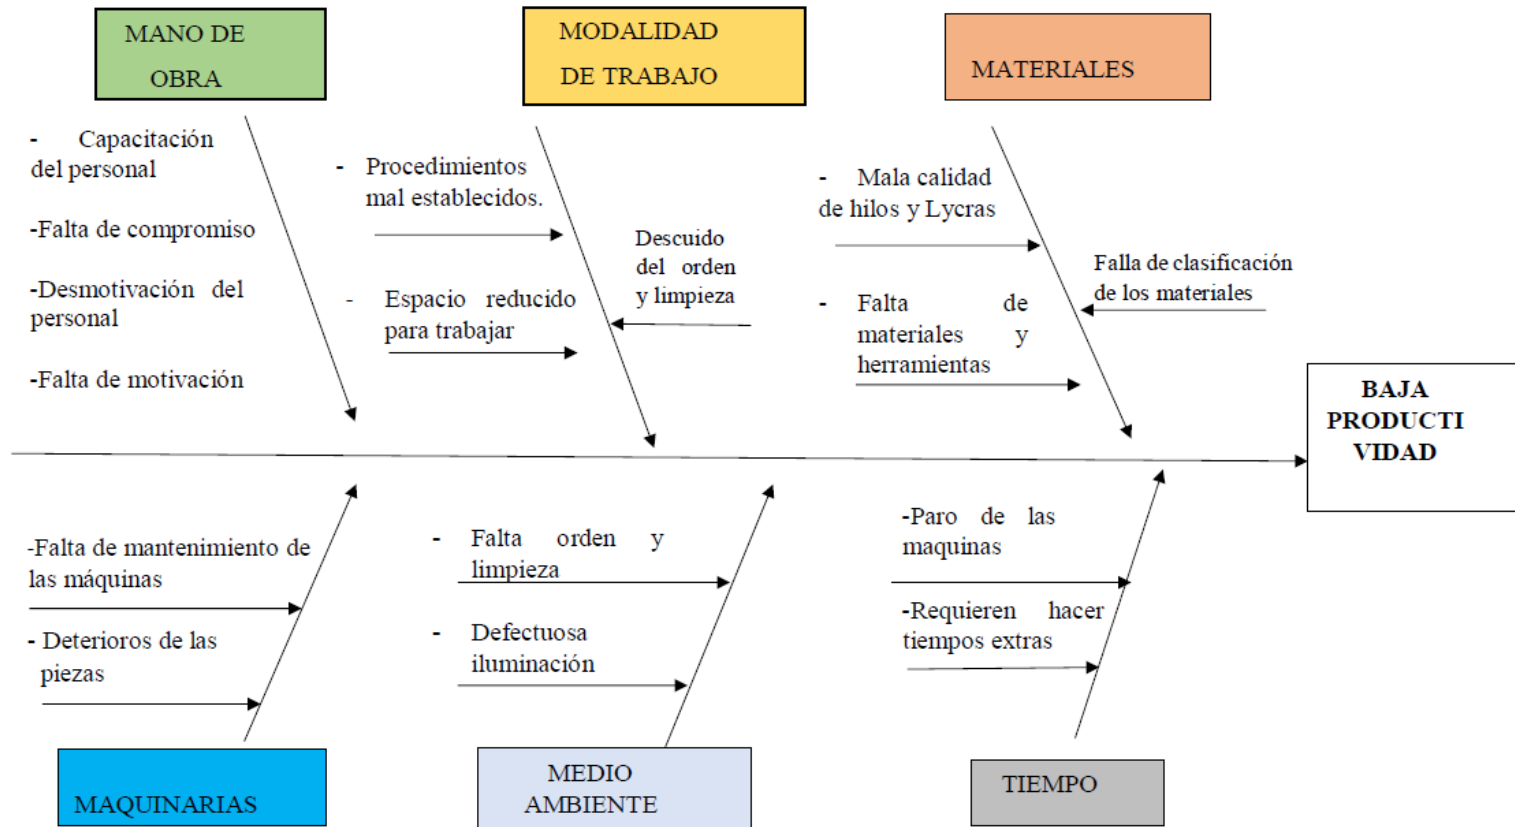 MANO DE
OBRA
MODALIDAD
DE TRABAJO
MATERIALES
- Capacitación
del personal
-Falta de compromiso
-Desmotivación del
personal
-Falta de motivación
- Procedimientos
mal establecidos.
- Espacio reducido
para trabajar
Descuido
del orden
y limpieza
- Mala calidad
de hilos y Lycras
- Falta de
materiales y
herramientas
Falla de clasificación
de los materiales
BAJA
PRODUCTI
VIDAD
-Falta de mantenimiento de
las máquinas
- Deterioros de las
piezas
- Falta orden y
limpieza
- Defectuosa
iluminación
-Paro de las
maquinas
-Requieren hacer
tiempos extras
MAQUINARIAS
MEDIO
AMBIENTE
TIEMPO